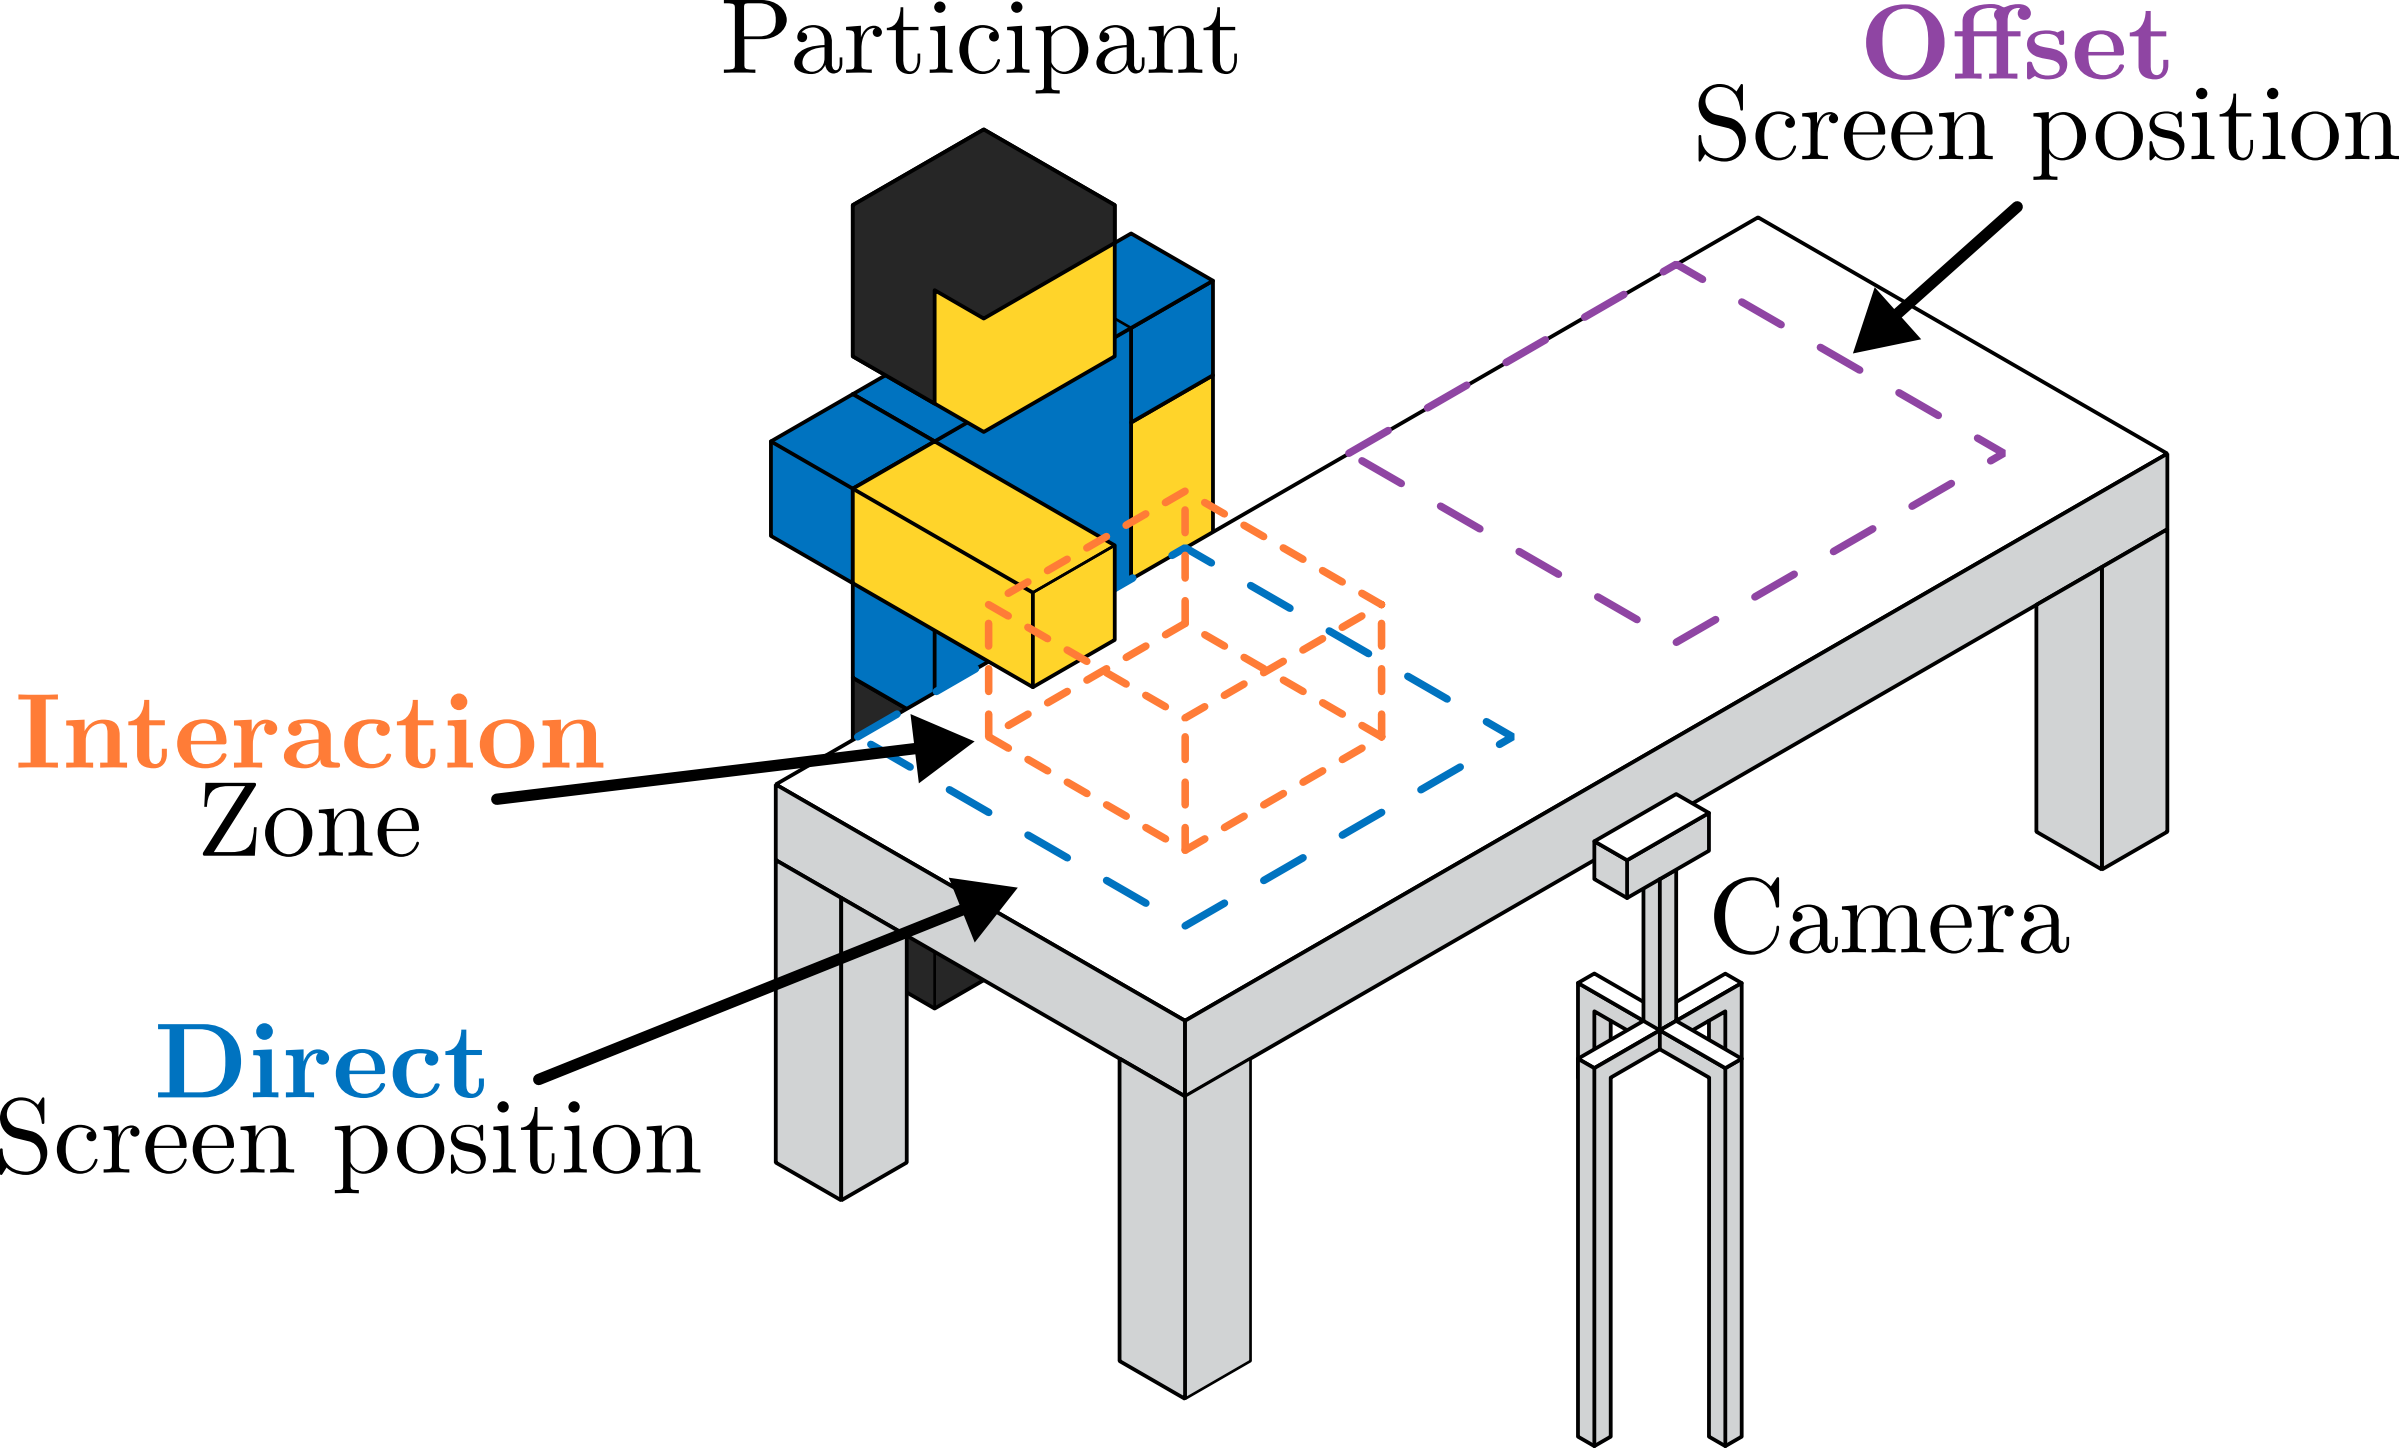 Participant
Offset
Screen position
Interaction
Zone
Camera
Direct
Screen position